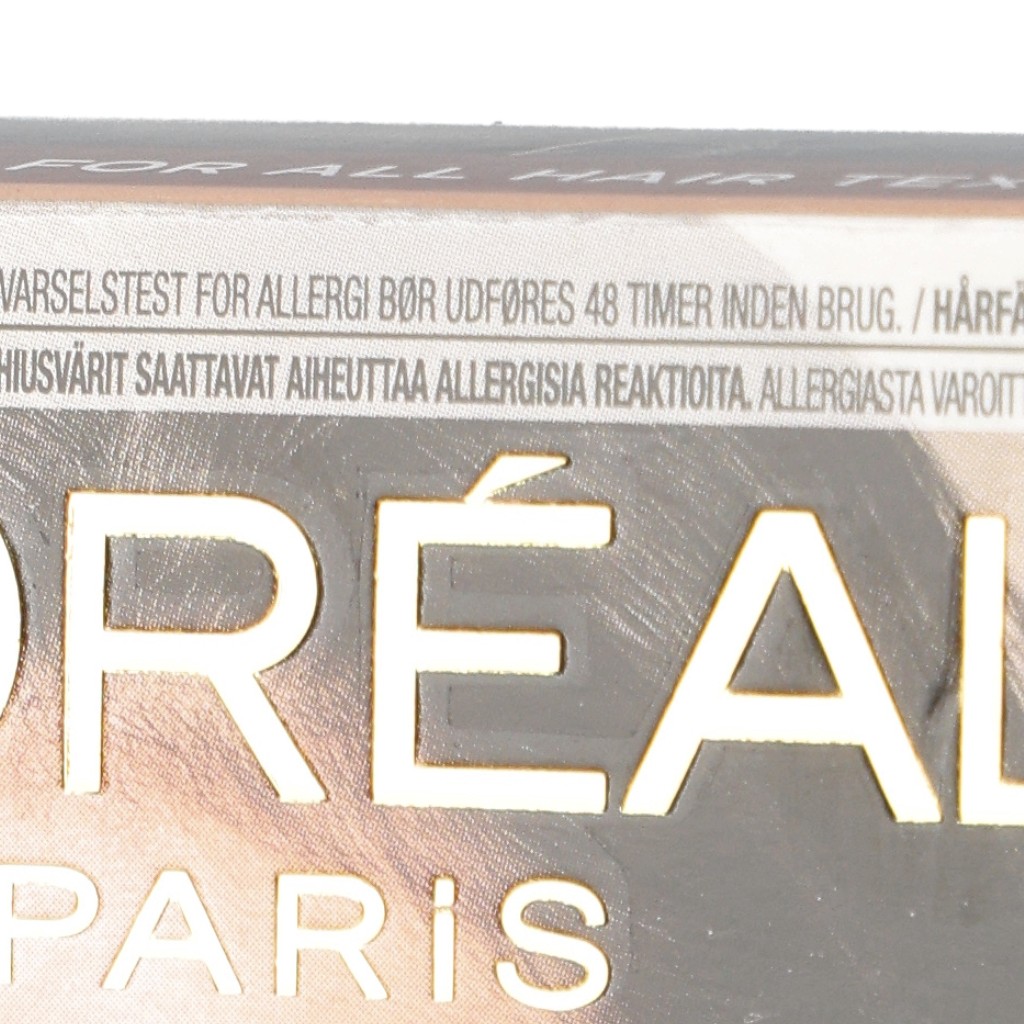 FOR ALL HAIR TEX
VARSELSTEST FOR ALLERGI BØR UDFØRES 48 TIMER INDEN BRUG. / HÅRFÄ
HIUSVÄRIT SAATTAVAT AIHEUTTAA ALLERGISIA REAKTIOITA. ALLERGIASTA VAROITT
ORÉAL
PARiS